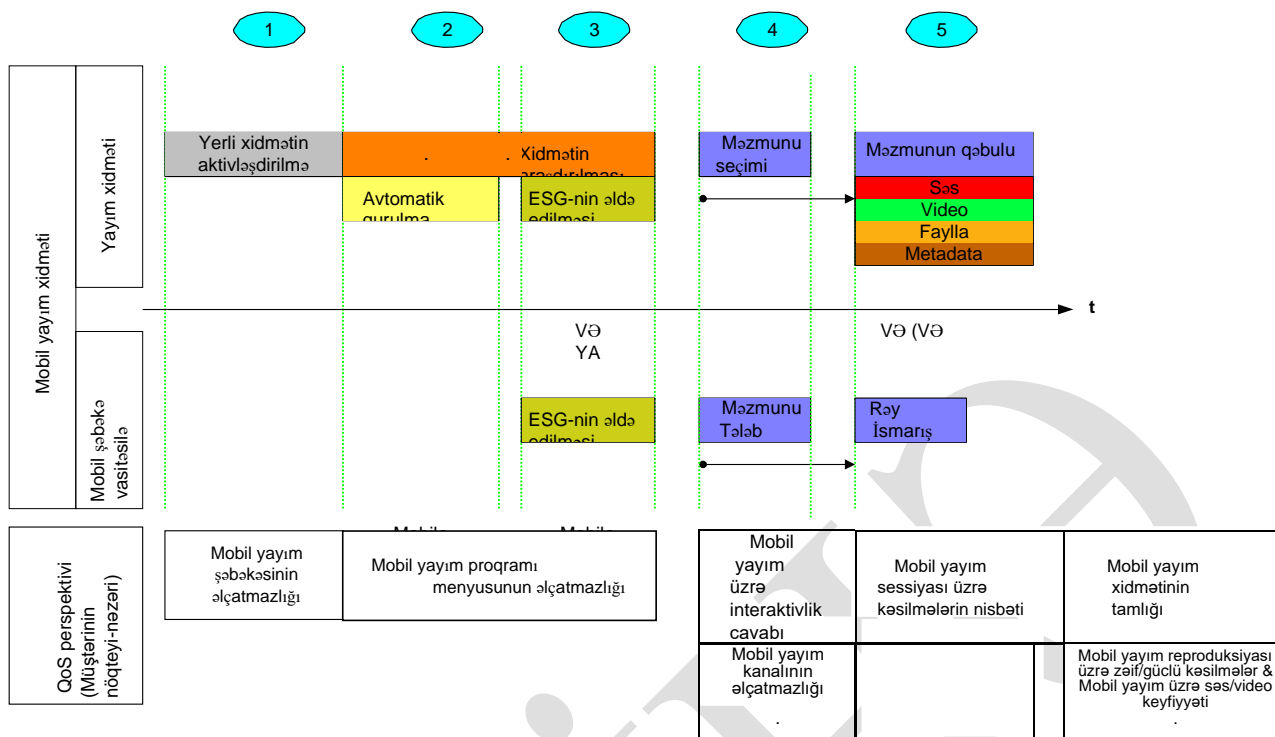 1
2
3
4
5
Mobil yayım xidməti
Yayım xidməti
Yerli xidmətin
aktivləşdirilmə
. . Xidmətin
araşdırılması
Avtomatik
qurulma
ESG-nin əldə
edilməsi
Məzmunu
seçimi
Məzmunun qəbulu
Səs
Video
Faylla
Metadata
t
VƏ
YA
VƏ (VƏ
Mobil şəbəkə
vasitəsilə
ESG-nin əldə
edilməsi
Məzmunu
Tələb
Rəy
İsmarış
QoS perspektivi
(Müştərinin
nöqteyi-nəzəri)
Mobil yayım
şəbəkəsinin
əlçatmazlığı
Mobil yayım proqramı
menyusunun əlçatmazlığı
Mobil
yayım
üzrə
interaktivlik
cavabı
Mobil yayım
sessiyası üzrə
kəsilmələrin nisbəti
Mobil yayım
xidmətinin
tamlığı
Mobil yayım
kanalının
əlçatmazlığı
.
Mobil yayım reproduksiyası
üzrə zəif/güclü kəsilmələr &
Mobil yayım üzrə səs/video
keyfiyyəti
.